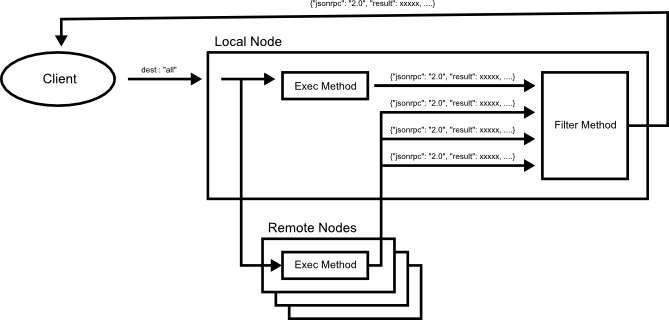 {"jsonrpc": "2.0", "result": xxxxx, ....}
Local Node
Client
dest : "all"
Exec Method
{"jsonrpc": "2.0", "result": xxxxx, ....}
{"jsonrpc": "2.0", "result": xxxxx, ....}
{"jsonrpc": "2.0", "result": xxxxx, ....}
{"jsonrpc": "2.0", "result": xxxxx, ....}
Filter Method
Remote Nodes
Exec Method